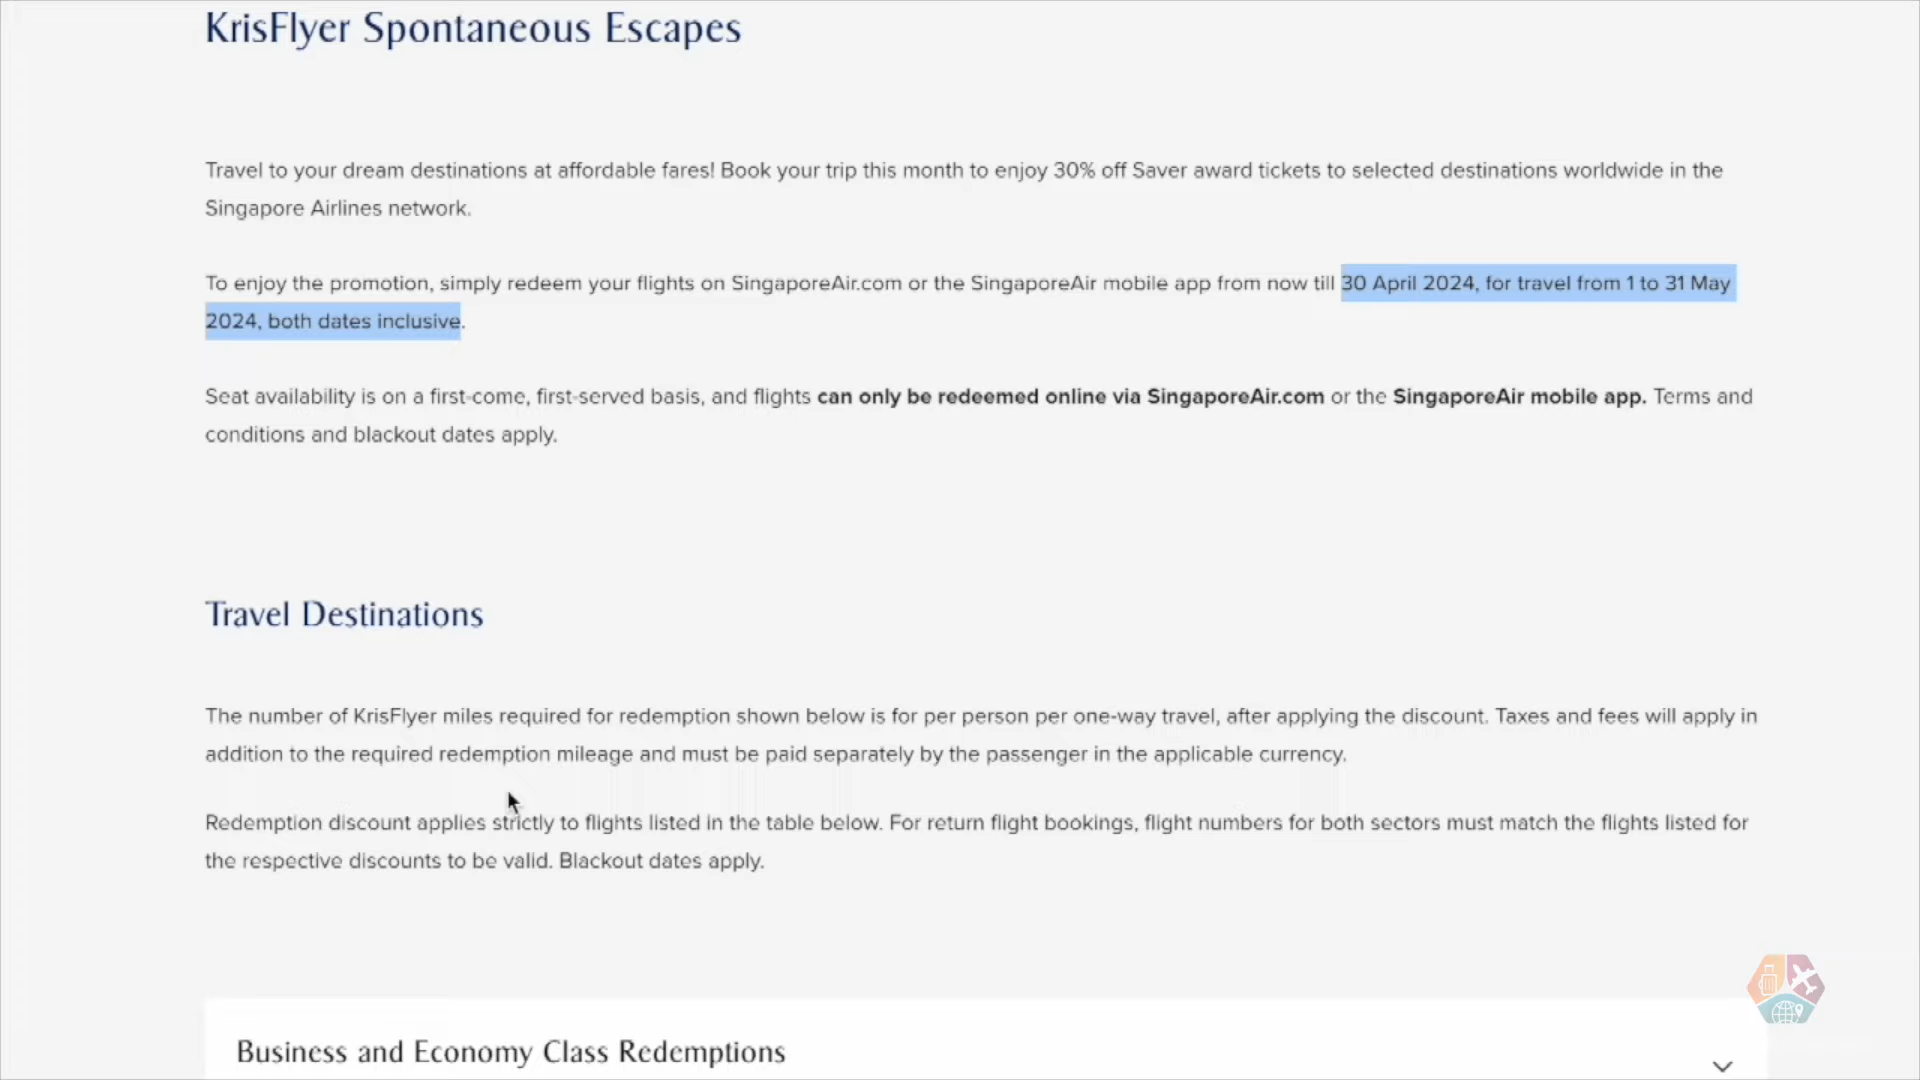 KrisFlyer Spontaneous Escapes
Travel to your dream destinations at affordable fares! Book your trip this month to enjoy 30% off Saver award tickets to selected destinations worldwide in the
Singapore Airlines network.
To enjoy the promotion, simply redeem your flights on SingaporeAir.com or the SingaporeAir mobile app from now till 30 April 2024, for travel from 1 to 31 May
2024, both dates inclusive.
Seat availability is on a first-come, first-served basis, and flights can only be redeemed online via SingaporeAir.com or the SingaporeAir mobile app. Terms and
conditions and blackout dates apply.
Travel Destinations
The number of KrisFlyer miles required for redemption shown below is for per person per one-way travel, after applying the discount. Taxes and fees will apply in
addition to the required redemption mileage and must be paid separately by the passenger in the applicable currency.
Redemption discount applies strictly to flights listed in the table below. For return flight bookings, flight numbers for both sectors must match the flights listed for
the respective discounts to be valid. Blackout dates apply.
Business and Economy Class Redemptions